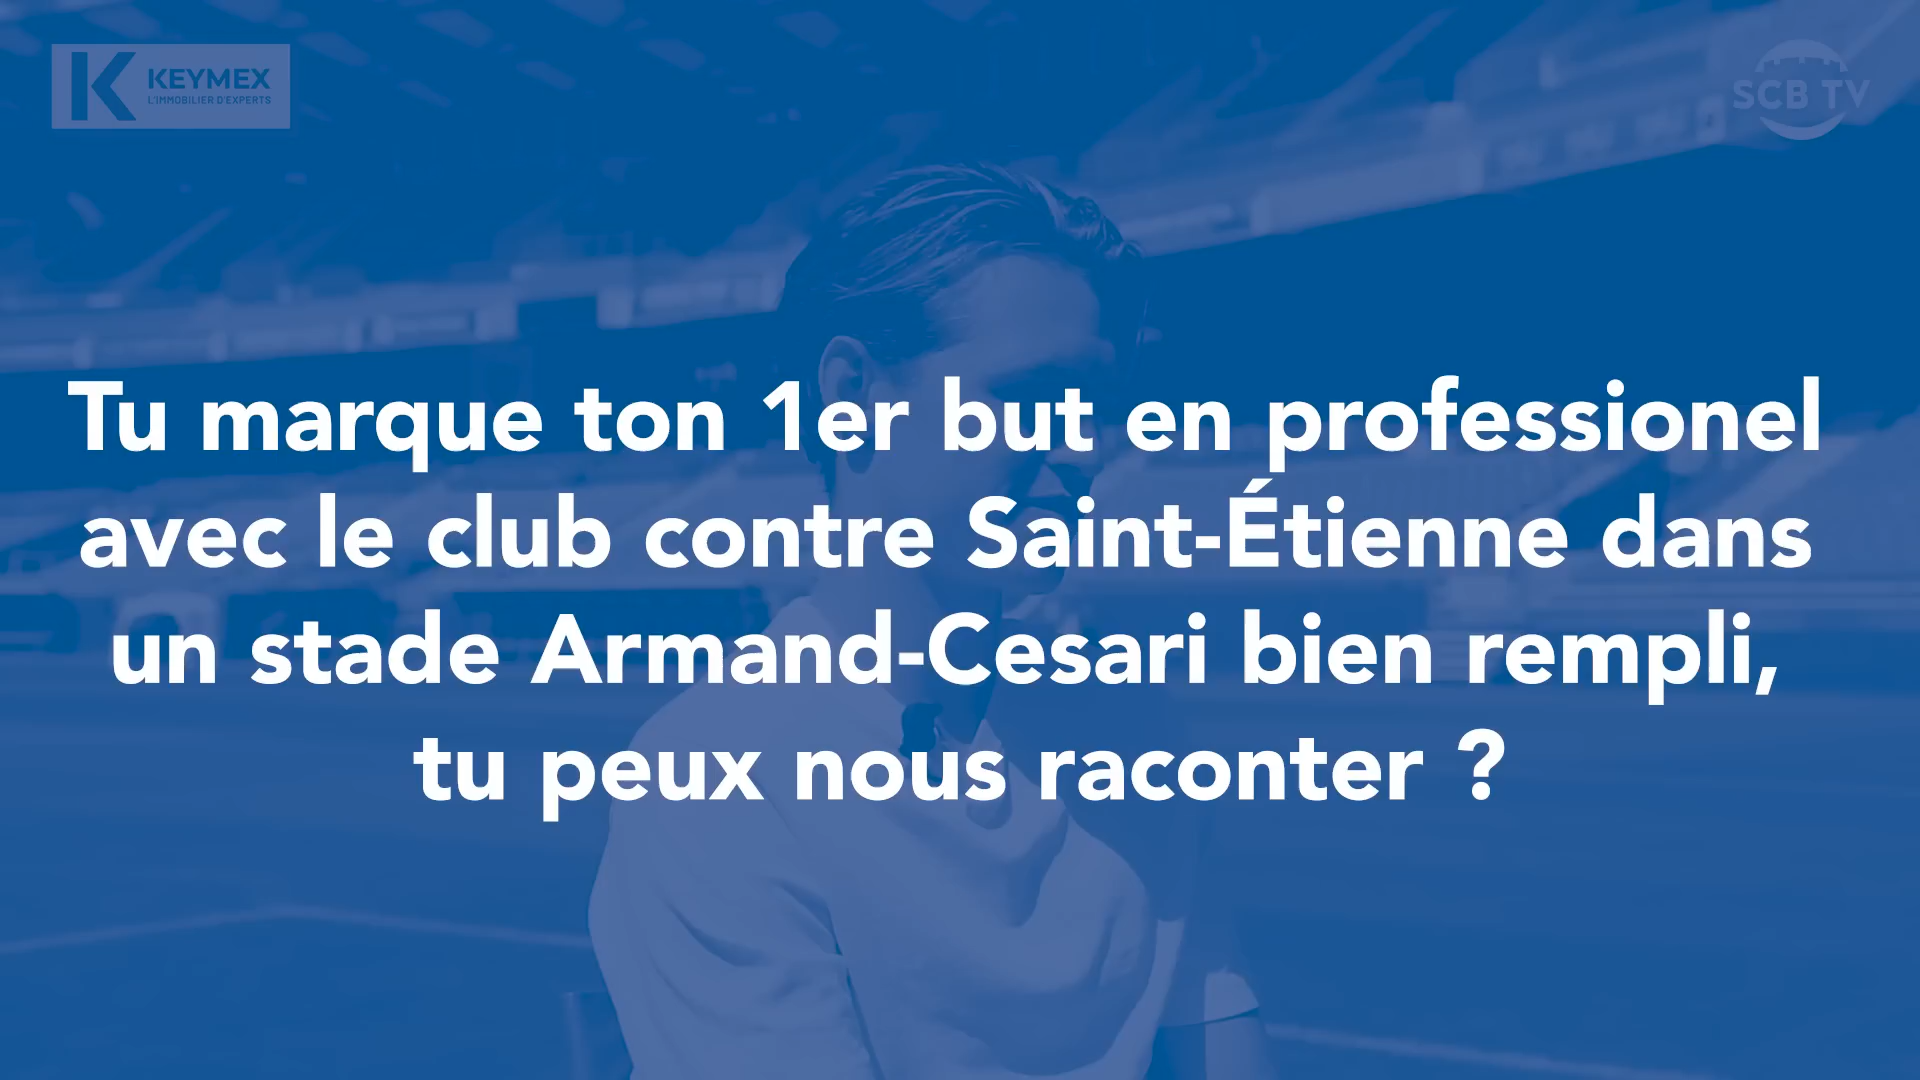 KEYMEX
L'IMMOBILIER D'EXPERTS
SCB TV
Tu marque ton 1er but en professionel
avec le club contre Saint-Étienne dans
un stade Armand-Cesari bien rempli,
tu peux nous raconter ?